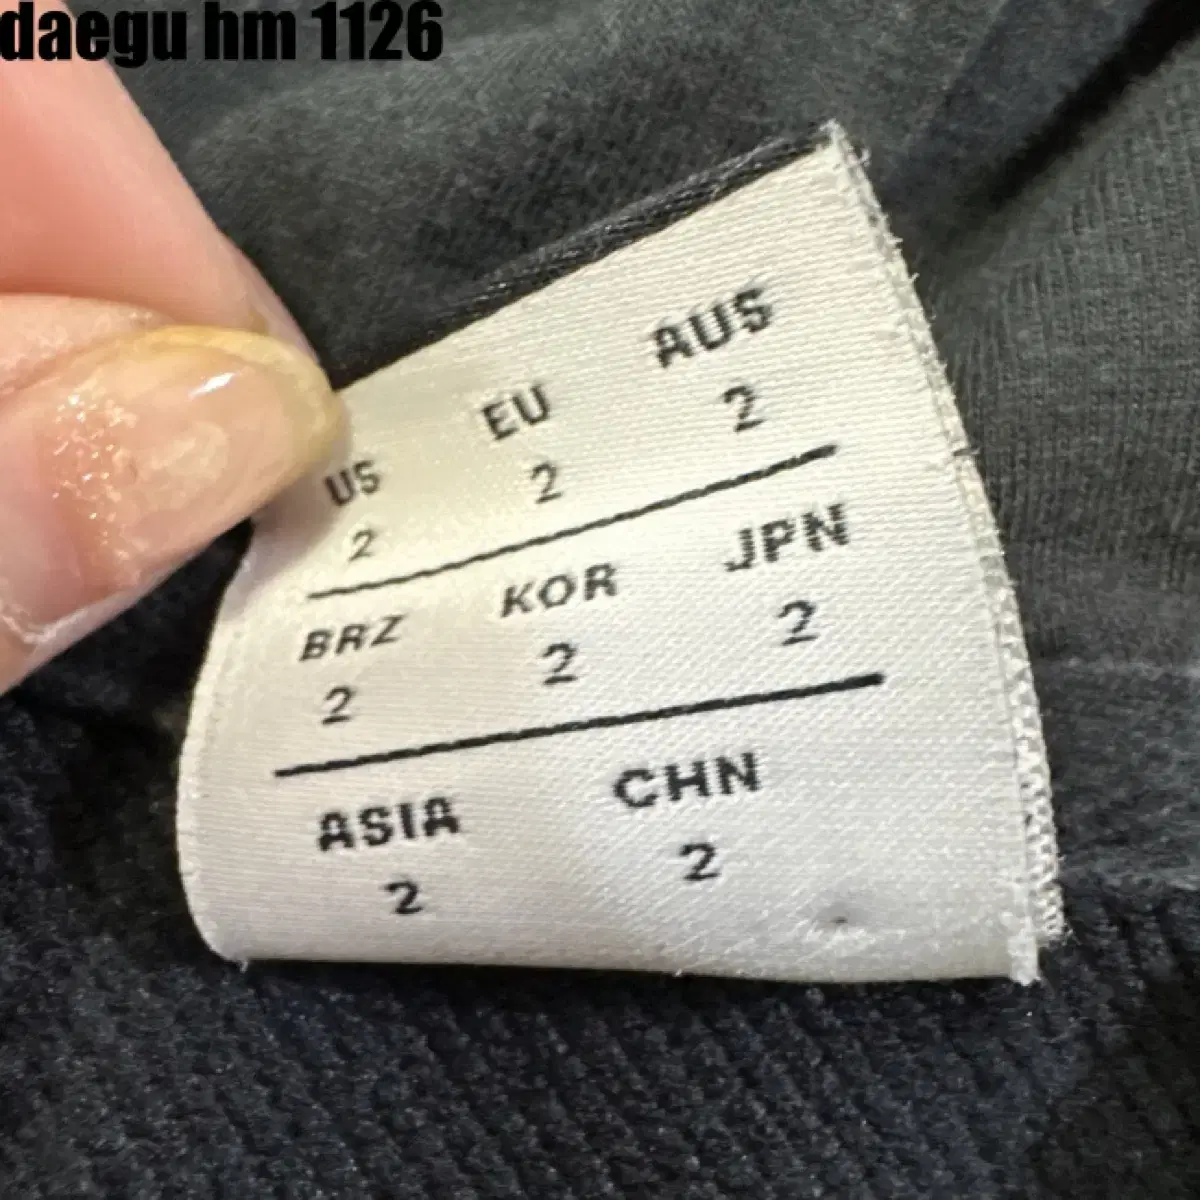 daegu hm 1126
US EU AUS
2 2 2
BRZ KOR JPN
2 2 2
ASIA CHN
2 2